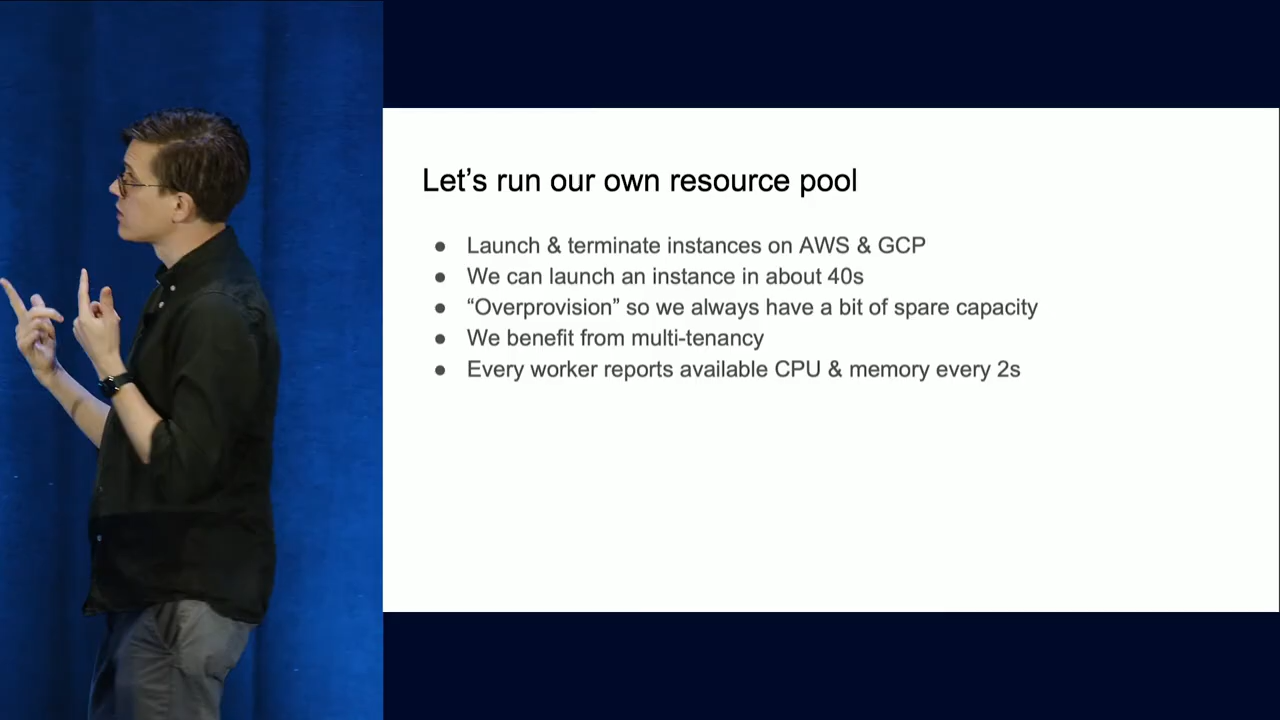 Let’s run our own resource pool
● Launch & terminate instances on AWS & GCP
● We can launch an instance in about 40s
● “Overprovision” so we always have a bit of spare capacity
● We benefit from multi-tenancy
● Every worker reports available CPU & memory every 2s